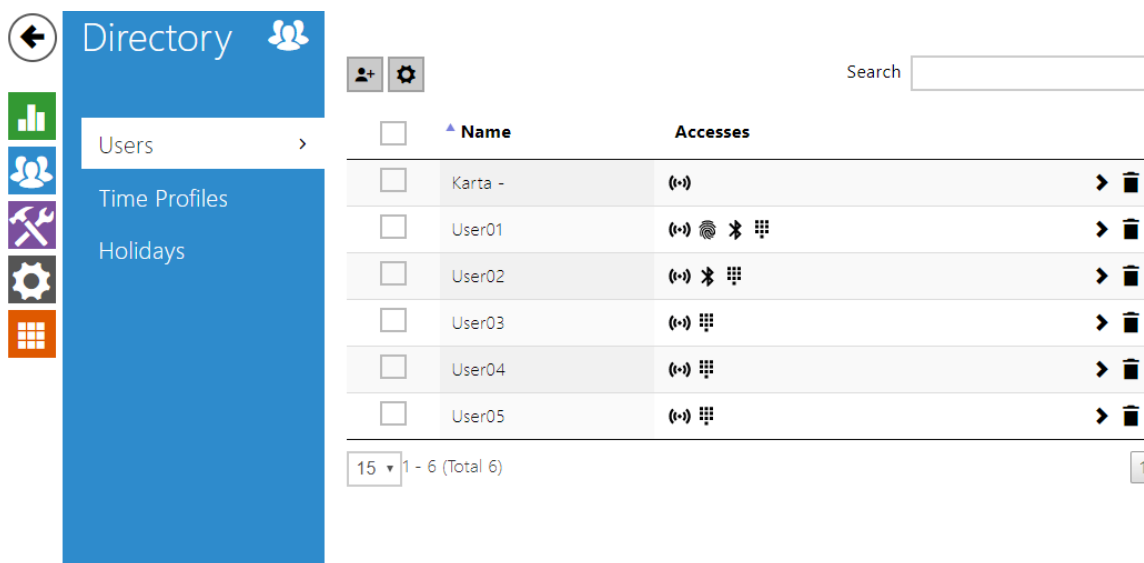 Directory
Search
Name Accesses
Users
Karta -
User01
Time Profiles
Holidays
User02
User03
User04
User05
15 1 - 6 (Total 6)
1